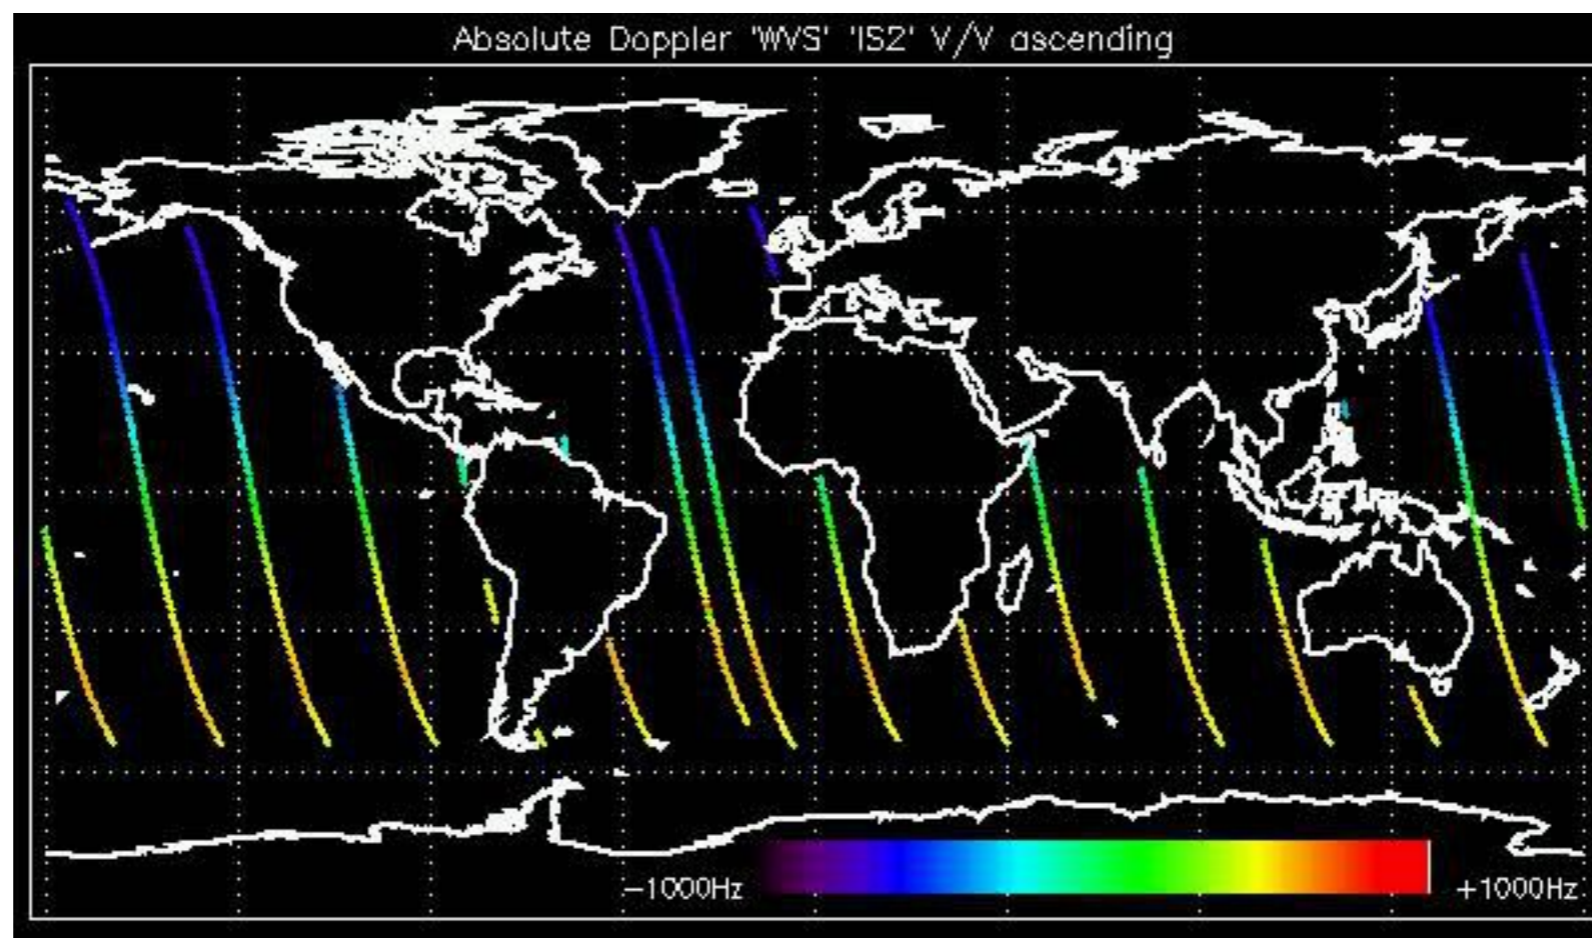 Absolute Doppler 'WVS' 'IS2' V/V ascending
-1000Hz +1000Hz